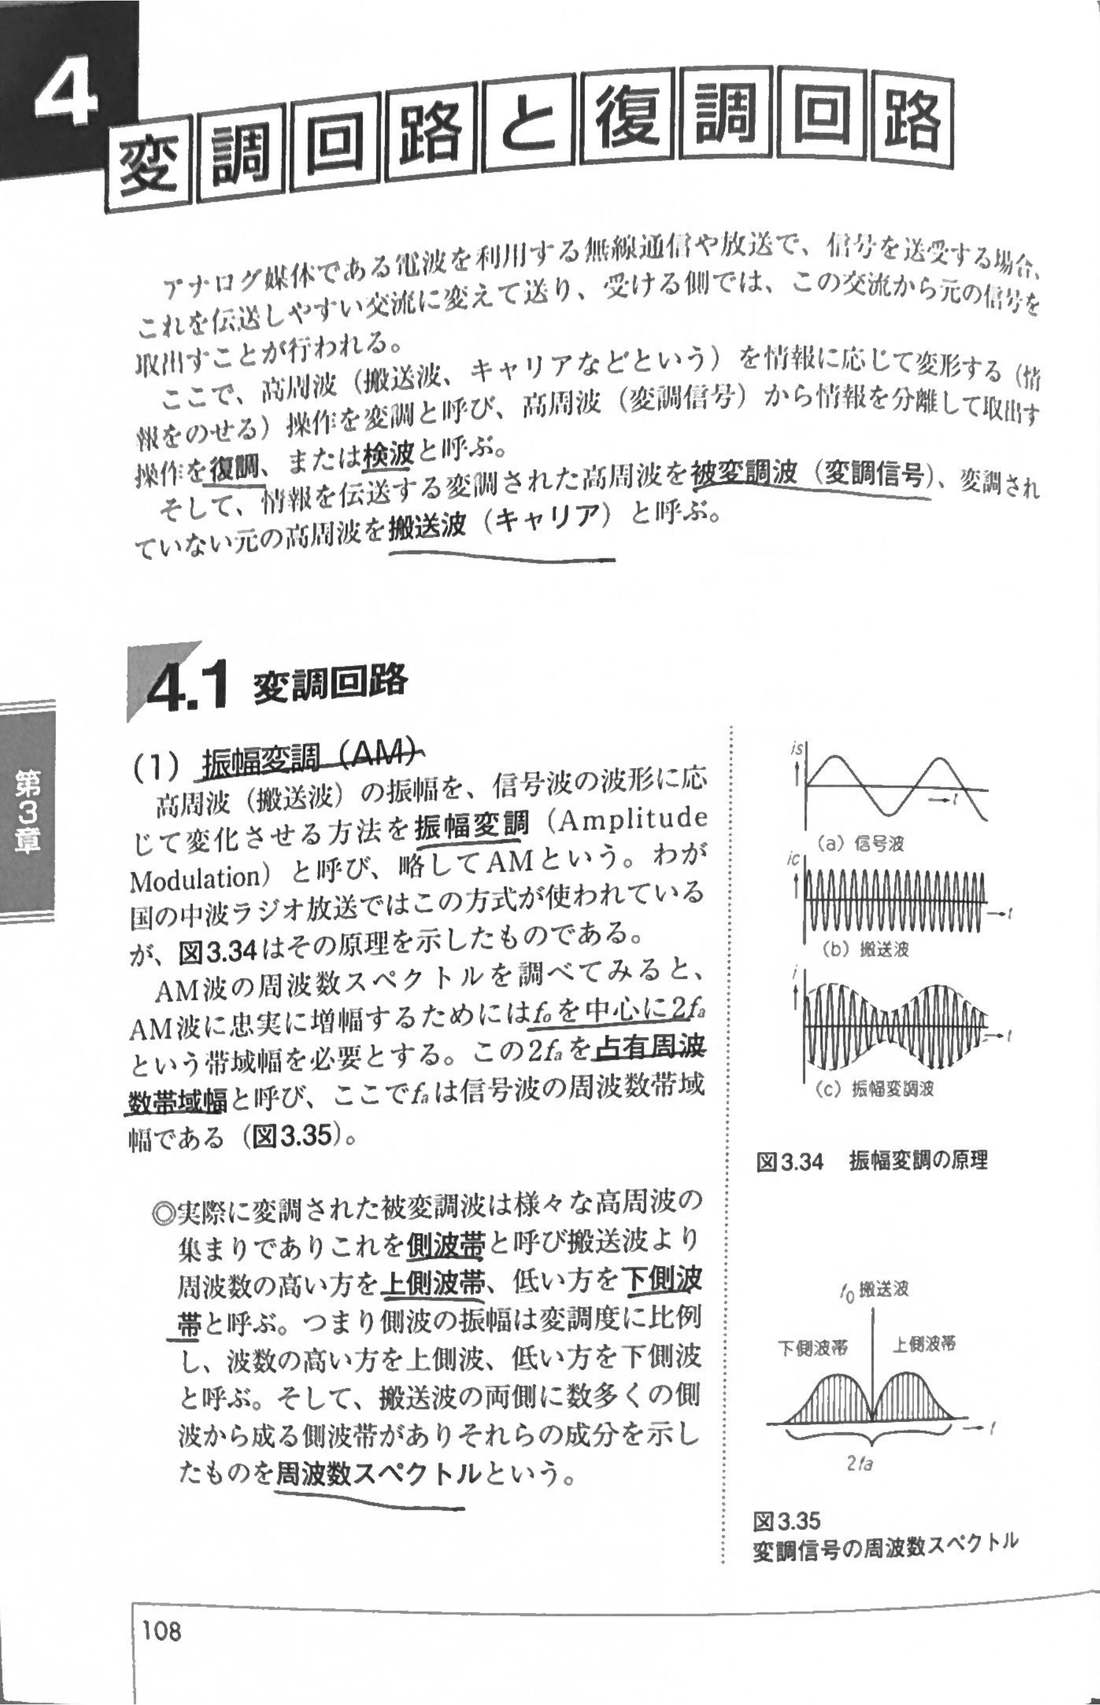 4
変調回路と復調回路
アナログ媒体である電波を利用する無線通信や放送で、信号を送受する場合、
これを伝送しやすい交流に変えて送り、受ける側では、この交流から元の信号を
取出すことが行われる。
ここで、高周波（搬送波、キャリアなどという）を情報に応じて変形する（情
報をのせる）操作を変調と呼び、高周波（変調信号）から情報を分離して取出す
操作を復調、または検波と呼ぶ。
そして、情報を伝送する変調された高周波を被変調波（変調信号）、変調され
ていない元の高周波を搬送波（キャリア）と呼ぶ。
4.1 変調回路
第3章
（1）振幅変調（AM）
高周波（搬送波）の振幅を、信号波の波形に応
じて変化させる方法を振幅変調（Amplitude
Modulation）と呼び、略してAMという。わが
国の中波ラジオ放送ではこの方式が使われている
が、図3.34はその原理を示したものである。
AM波の周波数スペクトルを調べてみると、
AM波に忠実に増幅するためにはf₀を中心に2fa
という帯域幅を必要とする。この2faを占有周波
数帯域幅と呼び、ここでfaは信号波の周波数帯域
幅である（図3.35）。
◎実際に変調された被変調波は様々な高周波の
集まりでありこれを側波帯と呼び搬送波より
周波数の高い方を上側波帯、低い方を下側波
帯と呼ぶ。つまり側波の振幅は変調度に比例
し、波数の高い方を上側波、低い方を下側波
と呼ぶ。そして、搬送波の両側に数多くの側
波から成る側波帯がありそれらの成分を示し
たものを周波数スペクトルという。
is
t
（a）信号波
ic
t
（b）搬送波
i
t
（c）振幅変調波
図3.34 振幅変調の原理
f₀ 搬送波
下側波帯 上側波帯
f
2fa
図3.35
変調信号の周波数スペクトル
108